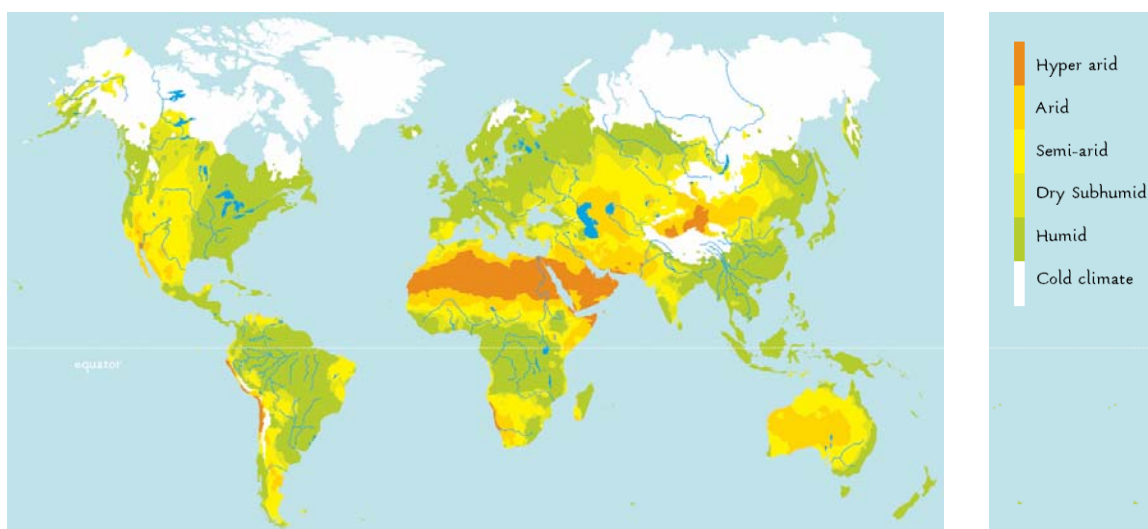 equator
Hyper arid
Arid
Semi-arid
Dry Subhumid
Humid
Cold climate